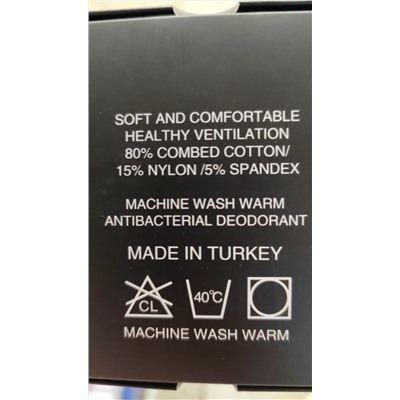 SOFT AND COMFORTABLE
HEALTHY VENTILATION
80% COMBED COTTON/
15% NYLON /5% SPANDEX
MACHINE WASH WARM
ANTIBACTERIAL DEODORANT
MADE IN TURKEY
CL 40°C
MACHINE WASH WARM